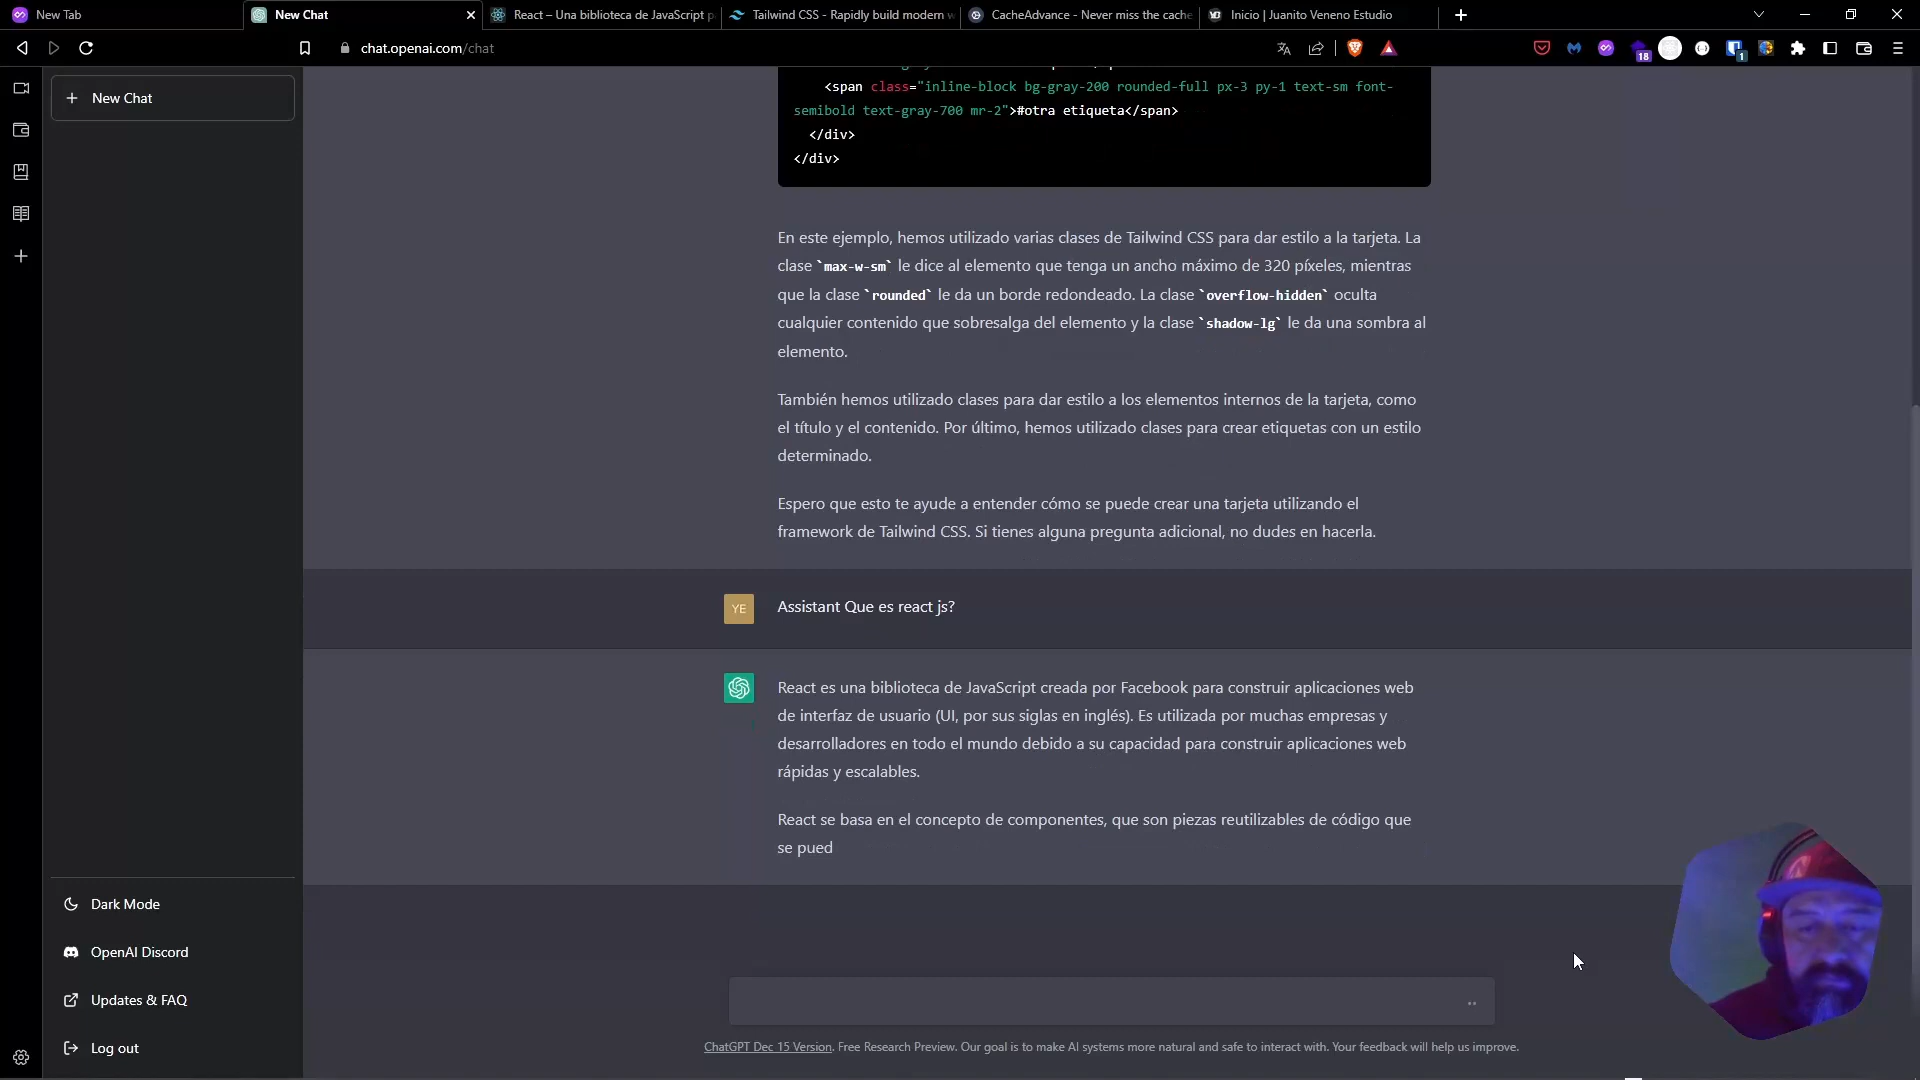 New Tab
New Chat
React – Una biblioteca de JavaScript p
Tailwind CSS - Rapidly build modern w
CacheAdvance - Never miss the cache
Inicio | Juanito Veneno Estudio
chat.openai.com/chat
18
1
New Chat
<span class="inline-block bg-gray-200 rounded-full px-3 py-1 text-sm font-
semibold text-gray-700 mr-2">#otra etiqueta</span>
</div>
</div>
En este ejemplo, hemos utilizado varias clases de Tailwind CSS para dar estilo a la tarjeta. La
clase `max-w-sm` le dice al elemento que tenga un ancho máximo de 320 píxeles, mientras
que la clase `rounded` le da un borde redondeado. La clase `overflow-hidden` oculta
cualquier contenido que sobresalga del elemento y la clase `shadow-lg` le da una sombra al
elemento.
También hemos utilizado clases para dar estilo a los elementos internos de la tarjeta, como
el título y el contenido. Por último, hemos utilizado clases para crear etiquetas con un estilo
determinado.
Espero que esto te ayude a entender cómo se puede crear una tarjeta utilizando el
framework de Tailwind CSS. Si tienes alguna pregunta adicional, no dudes en hacerla.
YE
Assistant Que es react js?
React es una biblioteca de JavaScript creada por Facebook para construir aplicaciones web
de interfaz de usuario (UI, por sus siglas en inglés). Es utilizada por muchas empresas y
desarrolladores en todo el mundo debido a su capacidad para construir aplicaciones web
rápidas y escalables.
React se basa en el concepto de componentes, que son piezas reutilizables de código que
se pued
Dark Mode
OpenAI Discord
Updates & FAQ
Log out
ChatGPT Dec 15 Version. Free Research Preview. Our goal is to make AI systems more natural and safe to interact with. Your feedback will help us improve.